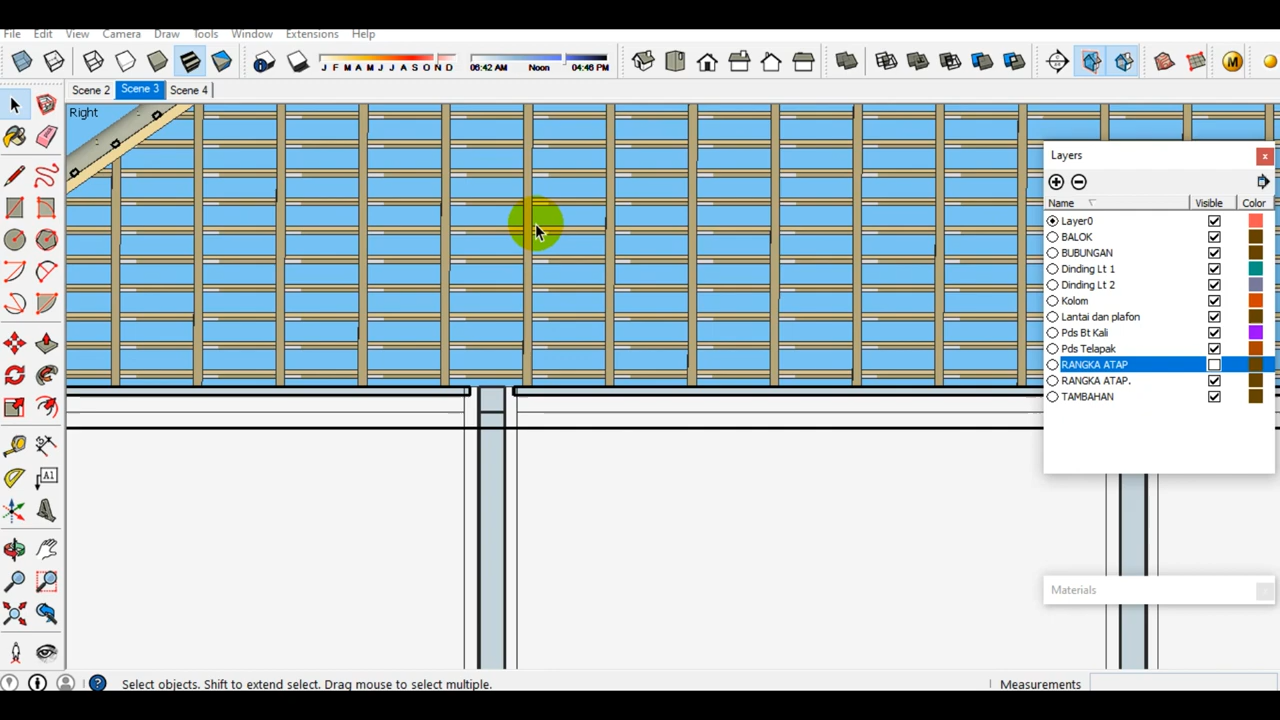 File Edit View Camera Draw Tools Window Extensions Help
J F M A M J J A S O N D
06:42 AM Noon 04:46 PM
M
Scene 2 Scene 3 Scene 4
Right
Layers
Name Visible Color
Layer0
BALOK
BUBUNGAN
Dinding Lt 1
Dinding Lt 2
Kolom
Lantai dan plafon
Pds Bt Kali
Pds Telapak
RANGKA ATAP
RANGKA ATAP.
TAMBAHAN
A1
Materials
Select objects. Shift to extend select. Drag mouse to select multiple.
Measurements